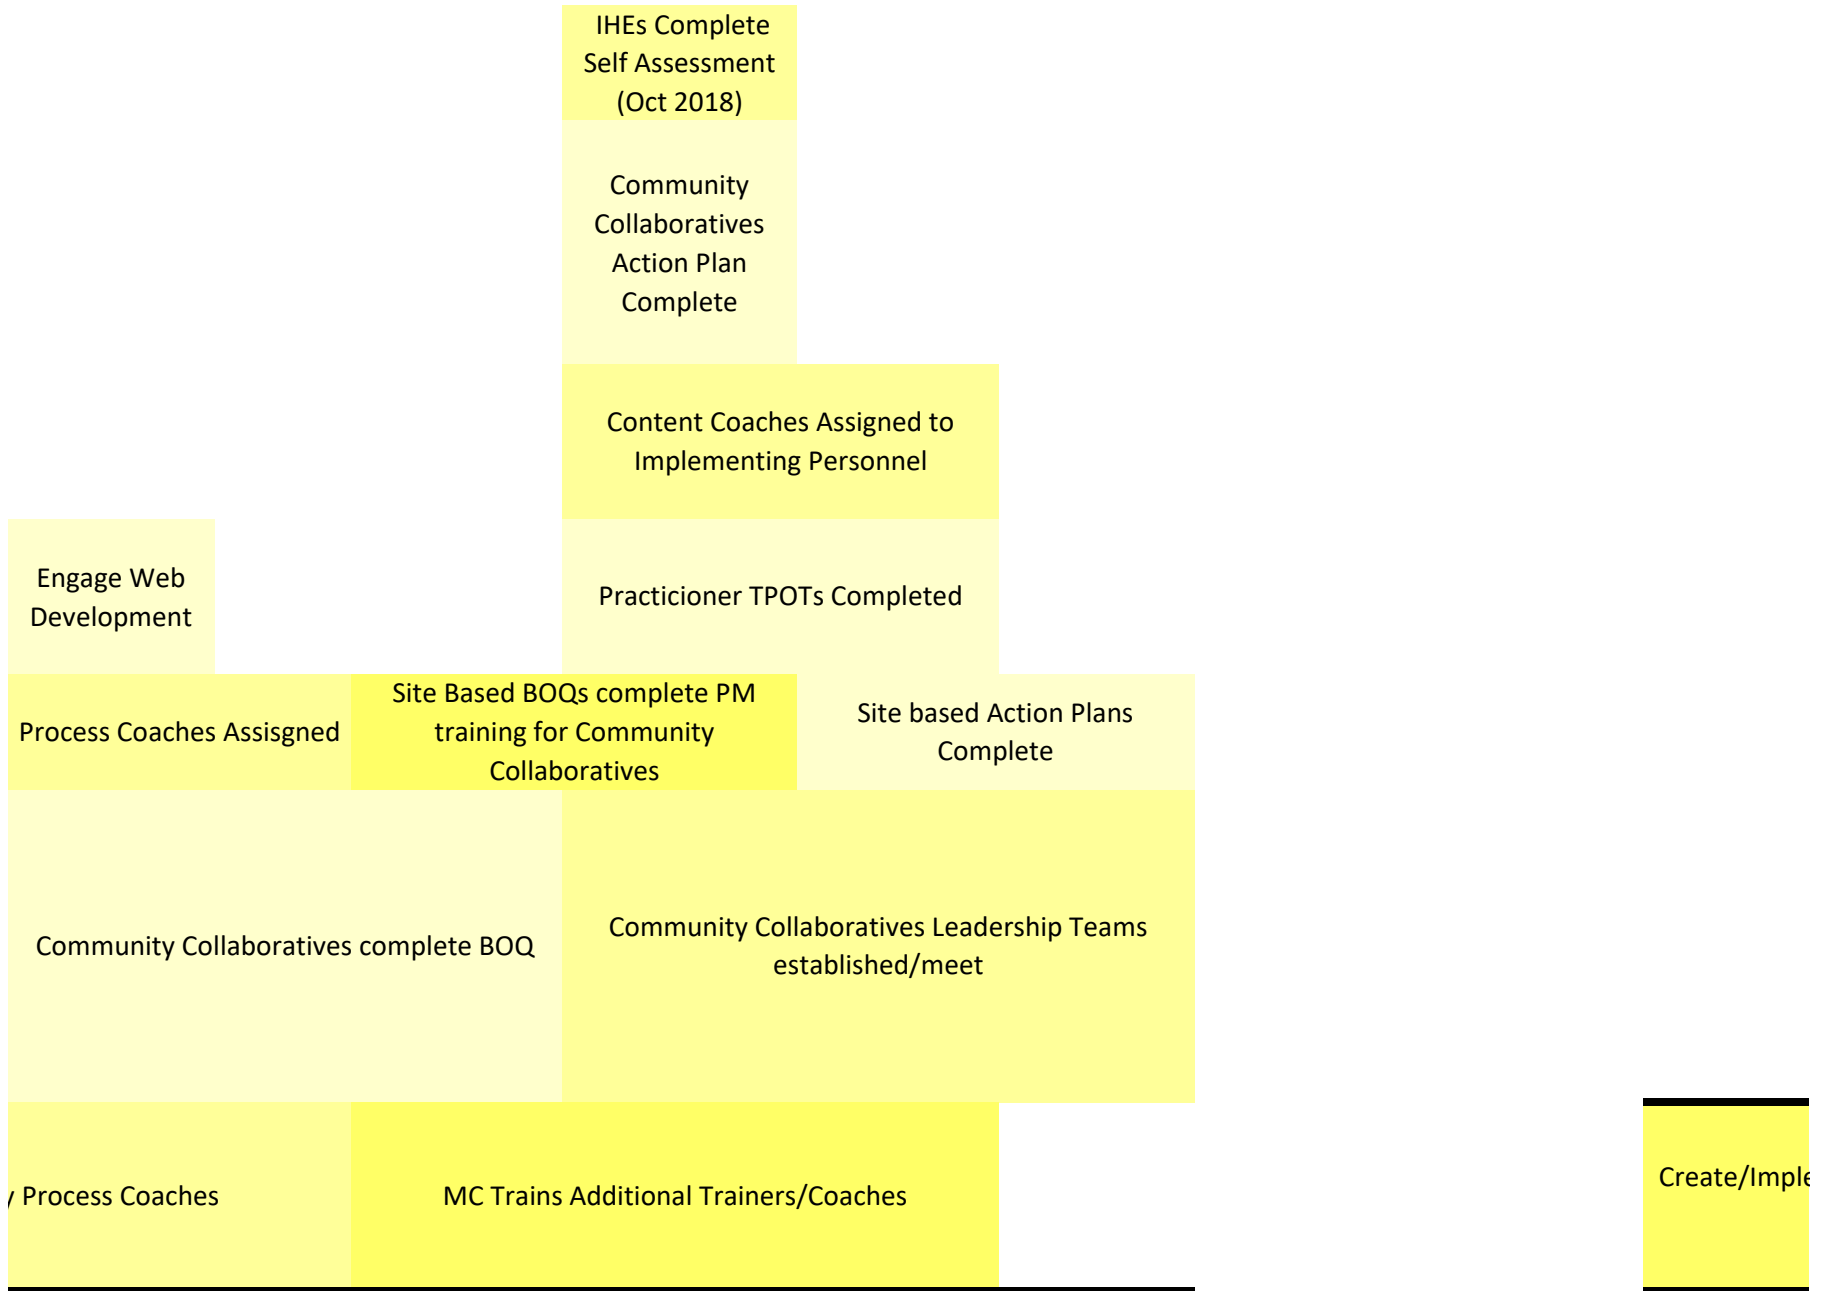 IHEs Complete
Self Assessment
(Oct 2018)
Community
Collaboratives
Action Plan
Complete
Content Coaches Assigned to
Implementing Personnel
Engage Web
Development
Practicioner TPOTs Completed
Process Coaches Assisgned
Site Based BOQs complete PM
training for Community
Collaboratives
Site based Action Plans
Complete
Community Collaboratives complete BOQ
Community Collaboratives Leadership Teams
established/meet
Process Coaches
MC Trains Additional Trainers/Coaches
Create/Imple